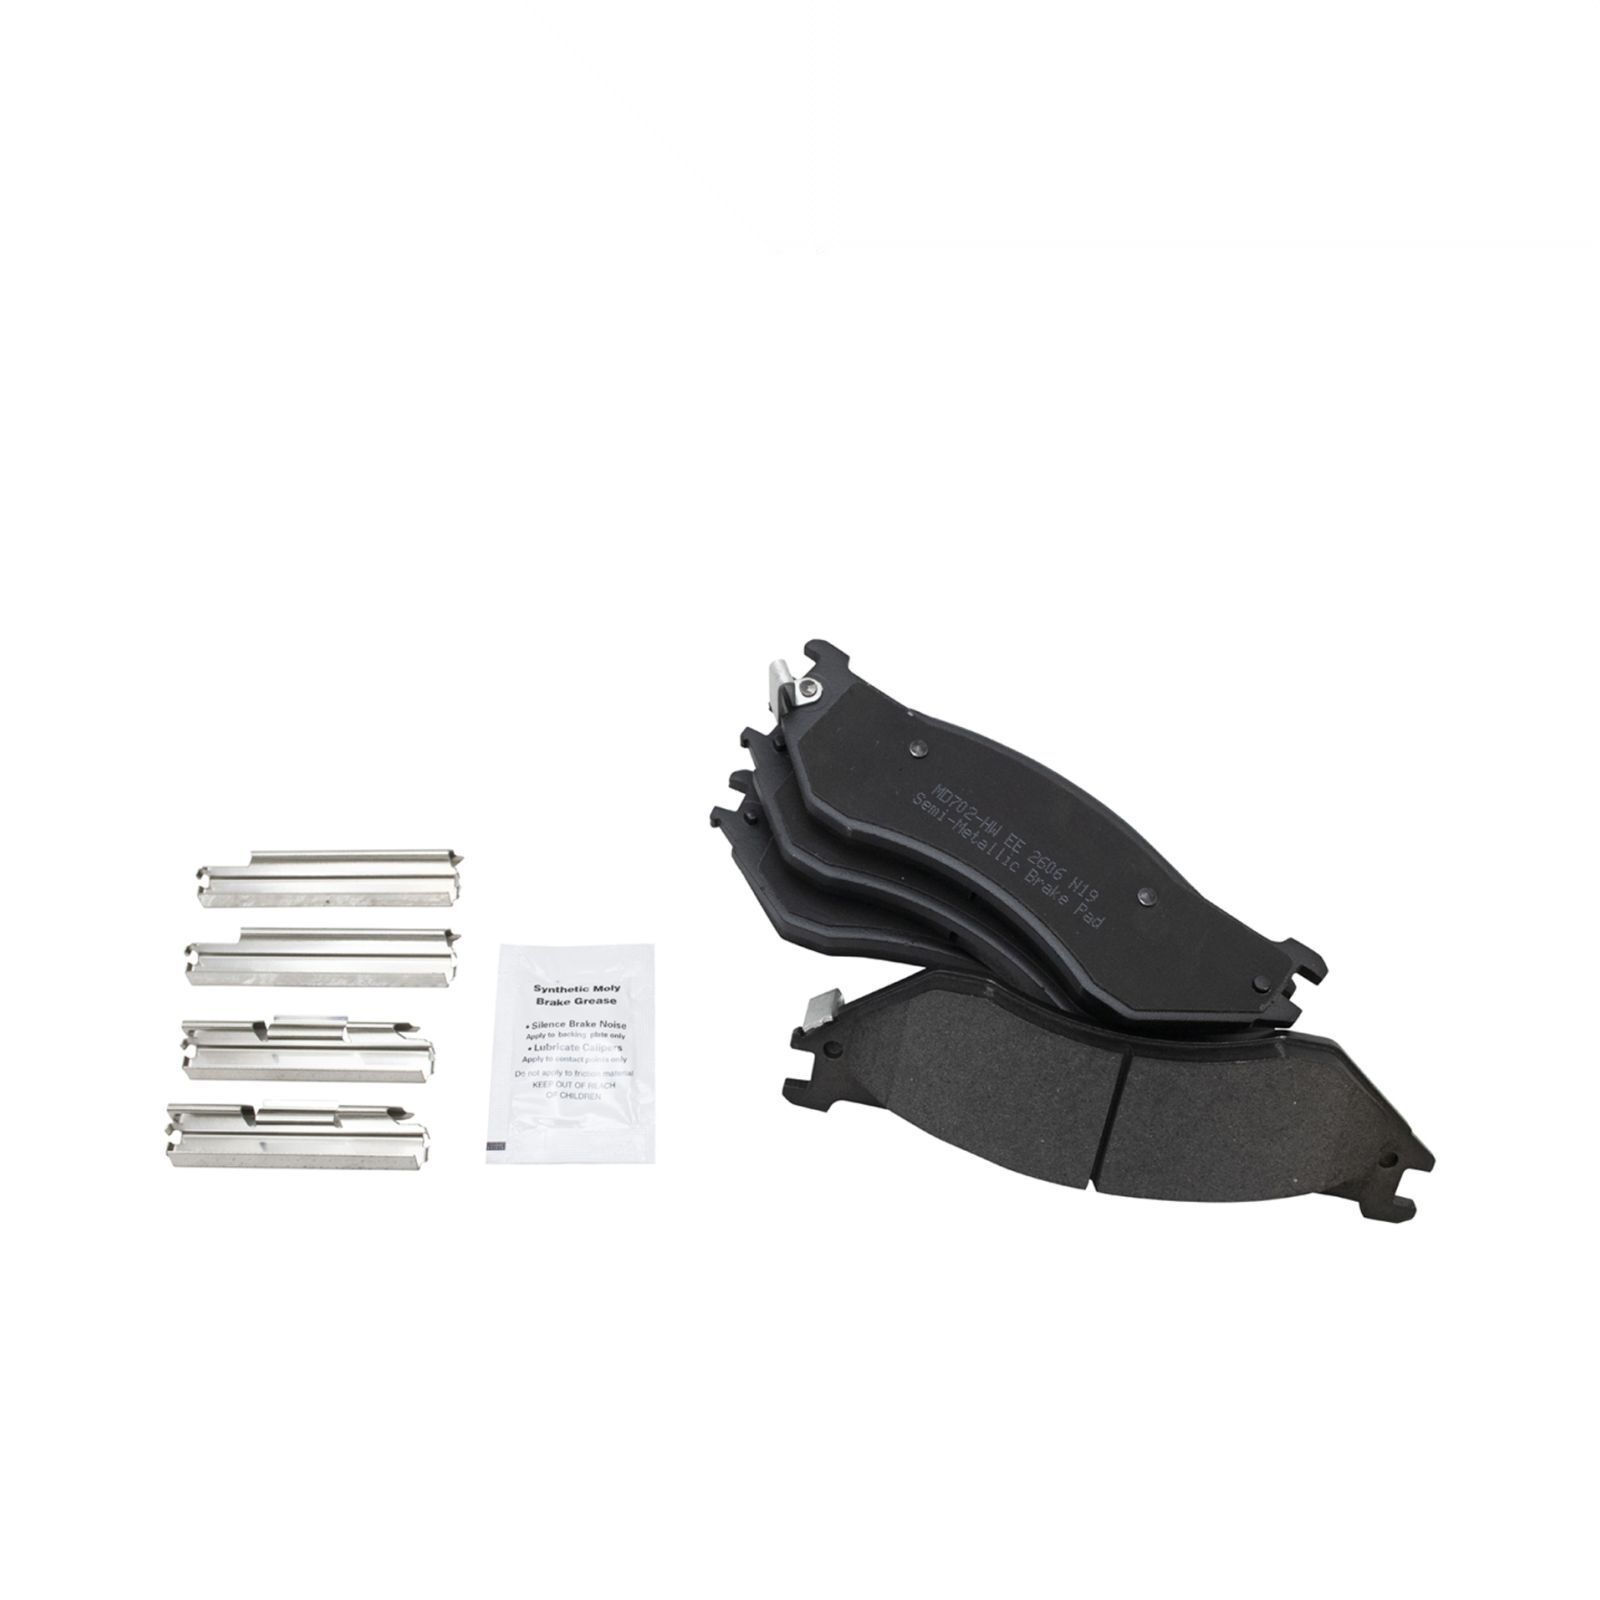 MD702-HW EE 2606 N19
Semi-Metallic Brake Pad
Synthetic Moly
Brake Grease
• Silence Brake Noise
Apply to backing plate only
• Lubricate Calipers
Apply to contact points only
Do not apply to friction material
KEEP OUT OF REACH
OF CHILDREN